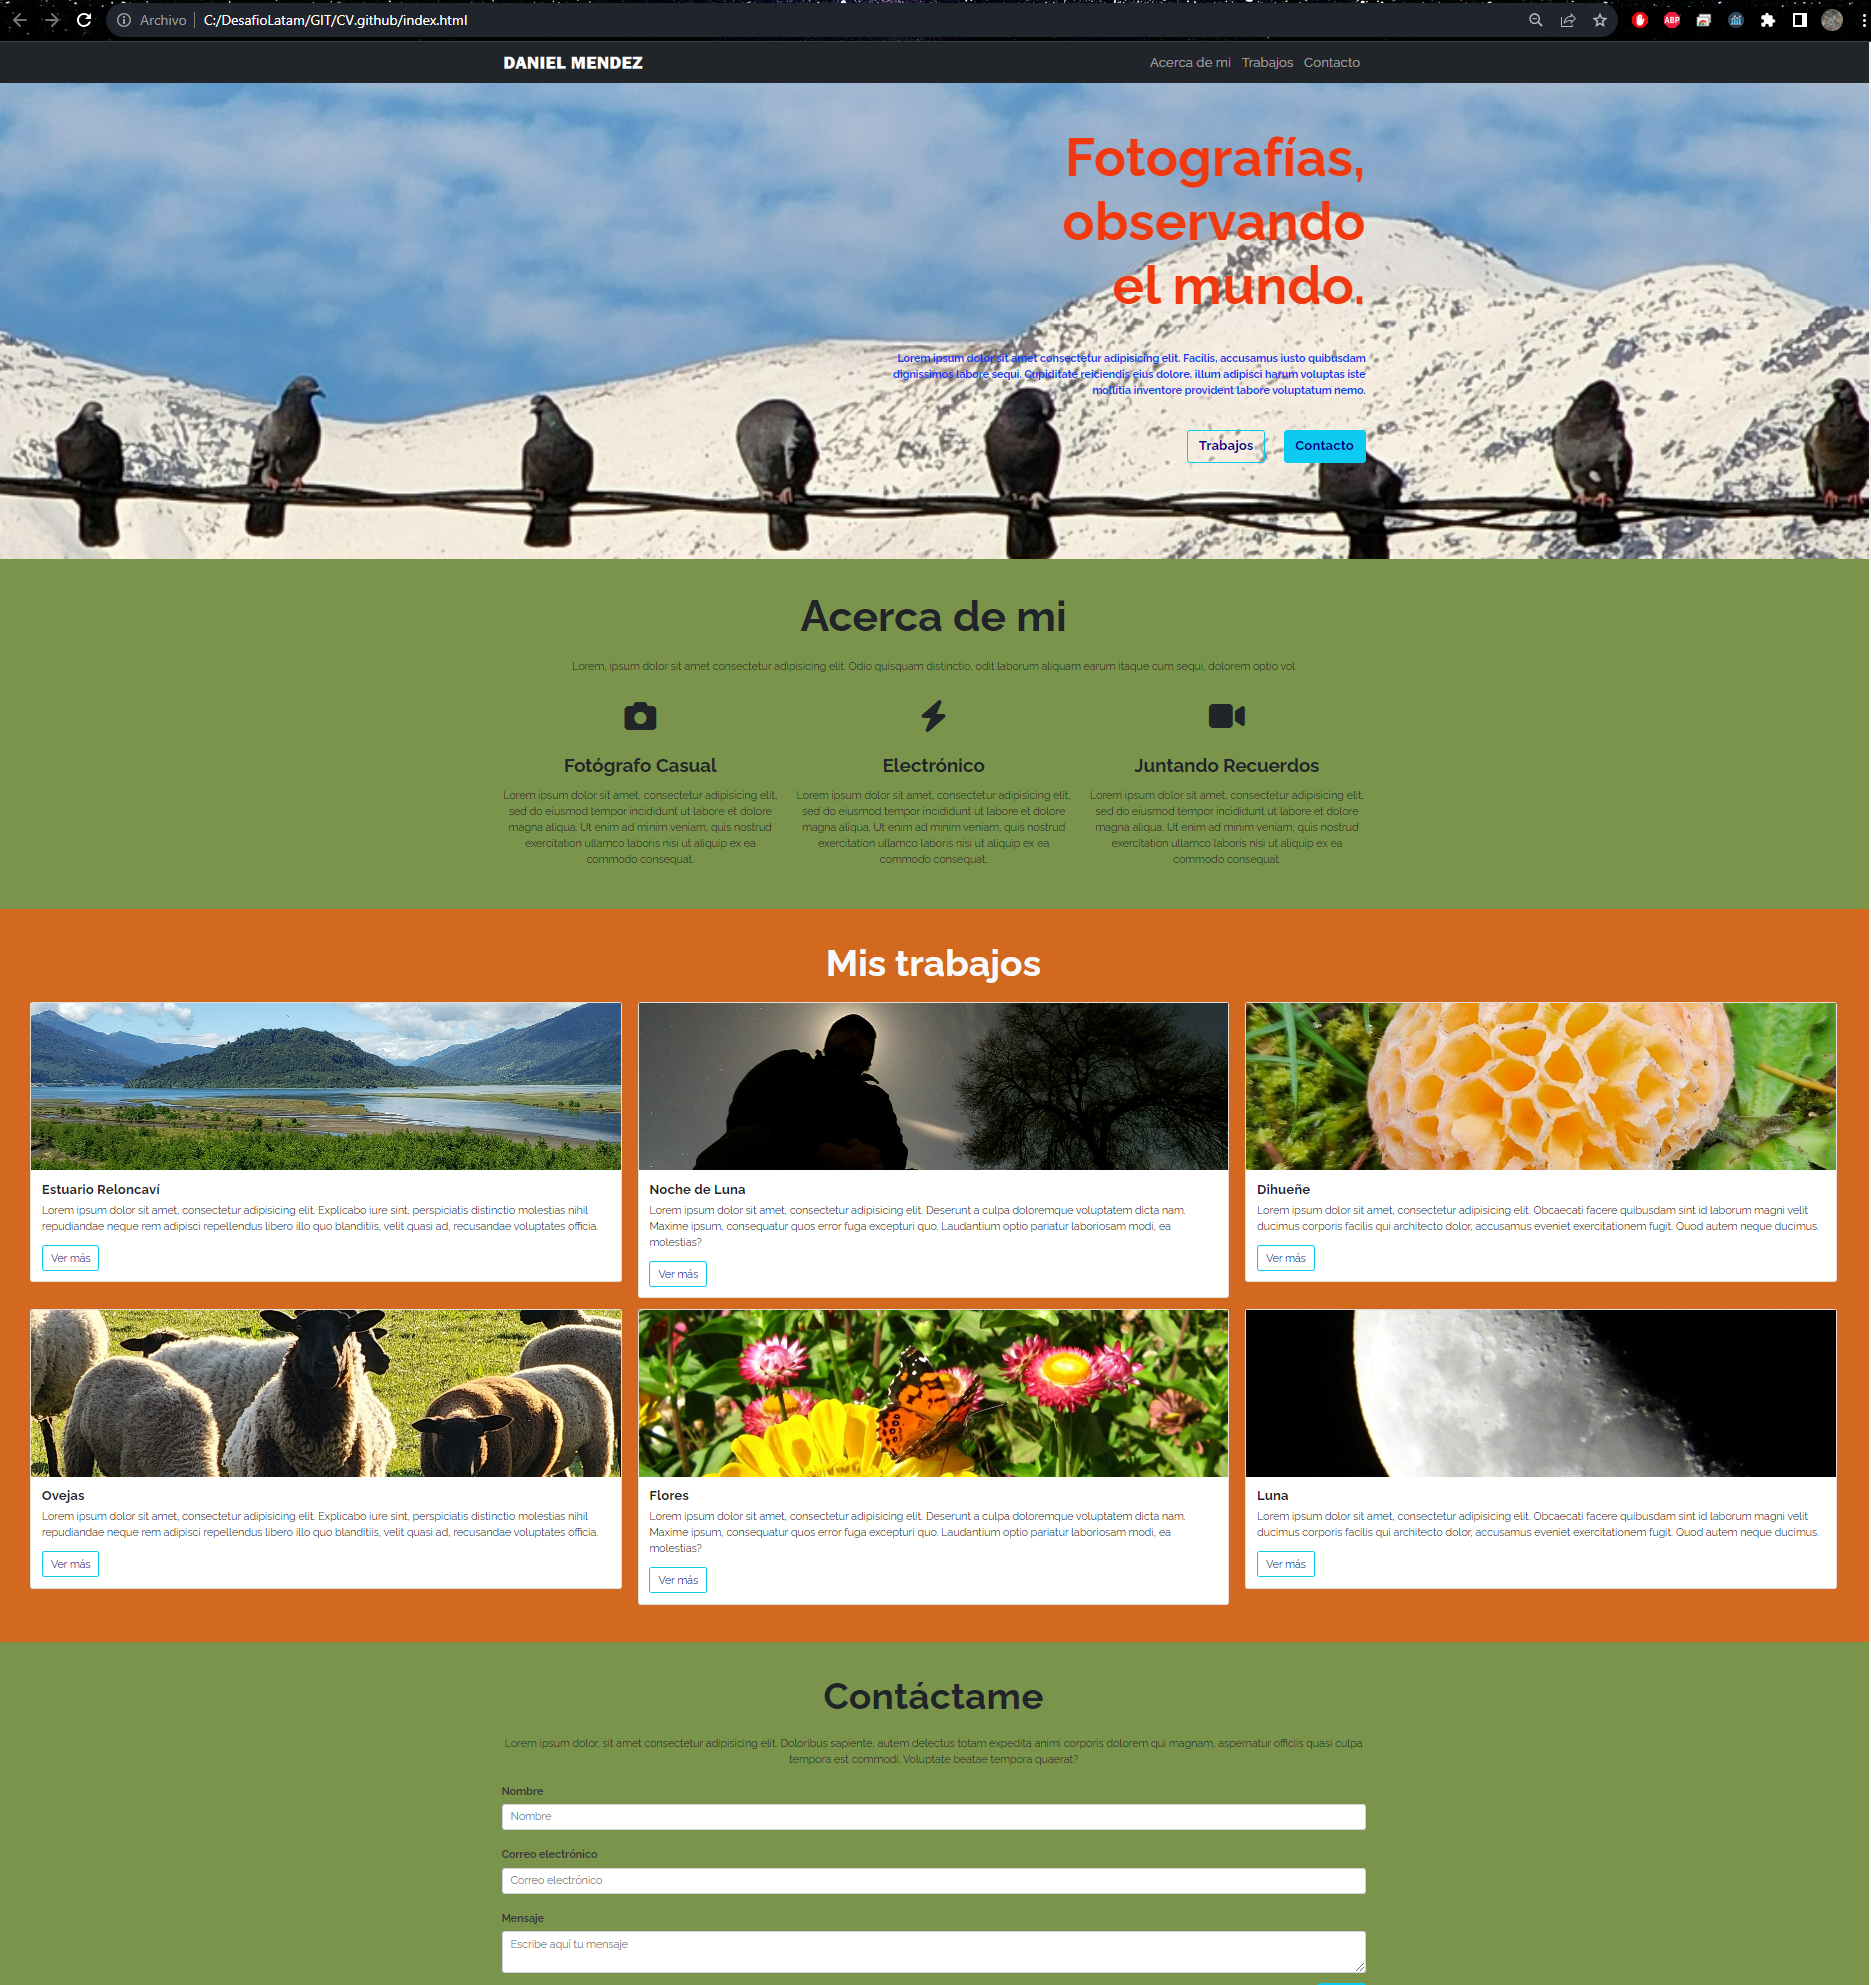 Archivo
C:/DesafioLatam/GIT/CV.github/index.html
ABP
DANIEL MENDEZ
Acerca de mi Trabajos Contacto
Fotografías,
observando
el mundo.
Lorem ipsum dolor sit amet consectetur adipisicing elit. Facilis, accusamus iusto quibusdam
dignissimos labore sequi. Cupiditate reiciendis eius dolore, illum adipisci harum voluptas iste
mollitia inventore provident labore voluptatum nemo.
Trabajos Contacto
Acerca de mi
Lorem, ipsum dolor sit amet consectetur adipisicing elit. Odio quisquam distinctio, odit laborum aliquam earum itaque cum sequi, dolorem optio vol
Fotógrafo Casual
Lorem ipsum dolor sit amet, consectetur adipisicing elit,
sed do eiusmod tempor incididunt ut labore et dolore
magna aliqua. Ut enim ad minim veniam, quis nostrud
exercitation ullamco laboris nisi ut aliquip ex ea
commodo consequat.
Electrónico
Lorem ipsum dolor sit amet, consectetur adipisicing elit,
sed do eiusmod tempor incididunt ut labore et dolore
magna aliqua. Ut enim ad minim veniam, quis nostrud
exercitation ullamco laboris nisi ut aliquip ex ea
commodo consequat.
Juntando Recuerdos
Lorem ipsum dolor sit amet, consectetur adipisicing elit,
sed do eiusmod tempor incididunt ut labore et dolore
magna aliqua. Ut enim ad minim veniam, quis nostrud
exercitation ullamco laboris nisi ut aliquip ex ea
commodo consequat.
Mis trabajos
Estuario Reloncaví
Lorem ipsum dolor sit amet, consectetur adipisicing elit. Explicabo iure sint, perspiciatis distinctio molestias nihil
repudiandae neque rem adipisci repellendus libero illo quo blanditiis, velit quasi ad, recusandae voluptates officia.
Ver más
Noche de Luna
Lorem ipsum dolor sit amet, consectetur adipisicing elit. Deserunt a culpa doloremque voluptatem dicta nam.
Maxime ipsum, consequatur quos error fuga excepturi quo. Laudantium optio pariatur laboriosam modi, ea
molestias?
Ver más
Dihueñe
Lorem ipsum dolor sit amet, consectetur adipisicing elit. Obcaecati facere quibusdam sint id laborum magni velit
ducimus corporis facilis qui architecto dolor, accusamus eveniet exercitationem fugit. Quod autem neque ducimus.
Ver más
Ovejas
Lorem ipsum dolor sit amet, consectetur adipisicing elit. Explicabo iure sint, perspiciatis distinctio molestias nihil
repudiandae neque rem adipisci repellendus libero illo quo blanditiis, velit quasi ad, recusandae voluptates officia.
Ver más
Flores
Lorem ipsum dolor sit amet, consectetur adipisicing elit. Deserunt a culpa doloremque voluptatem dicta nam.
Maxime ipsum, consequatur quos error fuga excepturi quo. Laudantium optio pariatur laboriosam modi, ea
molestias?
Ver más
Luna
Lorem ipsum dolor sit amet, consectetur adipisicing elit. Obcaecati facere quibusdam sint id laborum magni velit
ducimus corporis facilis qui architecto dolor, accusamus eveniet exercitationem fugit. Quod autem neque ducimus.
Ver más
Contáctame
Lorem ipsum dolor, sit amet consectetur adipisicing elit. Doloribus sapiente, autem delectus totam expedita animi corporis dolorem qui magnam, aspernatur officiis quasi culpa
tempora est commodi. Voluptate beatae tempora quaerat?
Nombre
Nombre
Correo electrónico
Correo electrónico
Mensaje
Escribe aquí tu mensaje